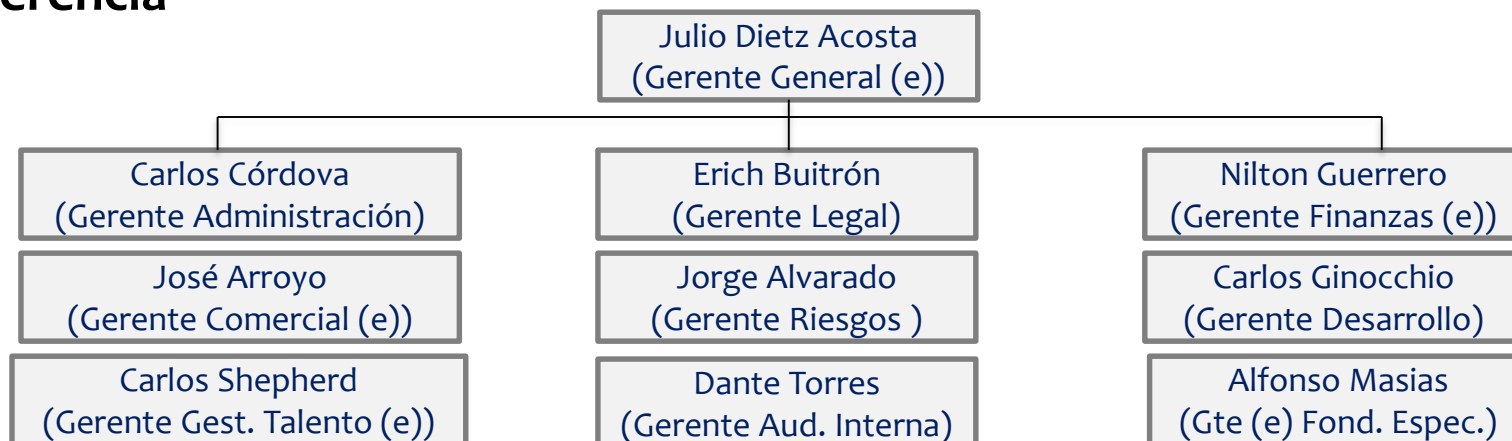 Julio Dietz Acosta
(Gerente General (e))
Carlos Córdova
(Gerente Administración)
Erich Buitrón
(Gerente Legal)
Nilton Guerrero
(Gerente Finanzas (e))
José Arroyo
(Gerente Comercial (e))
Jorge Alvarado
(Gerente Riesgos )
Carlos Ginocchio
(Gerente Desarrollo)
Carlos Shepherd
(Gerente Gest. Talento (e))
Dante Torres
(Gerente Aud. Interna)
Alfonso Masias
(Gte (e) Fond. Espec.)